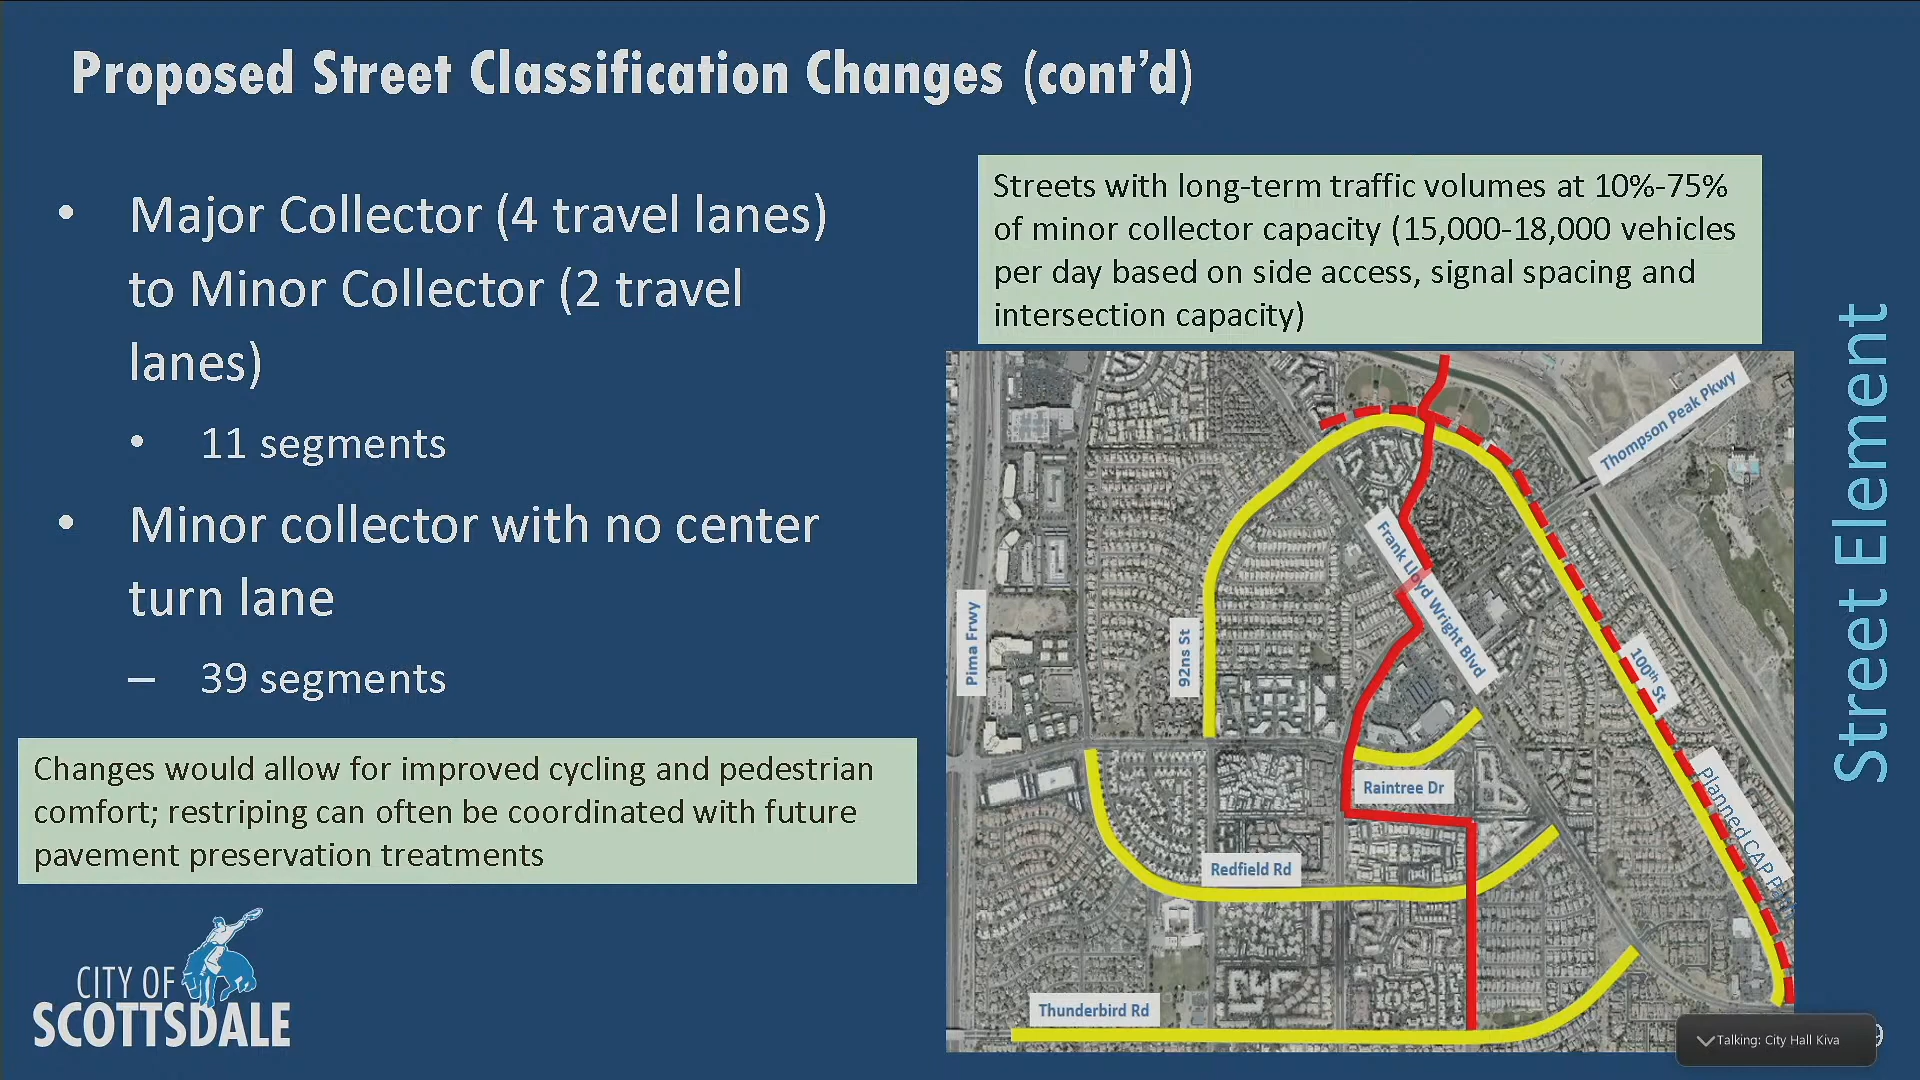 Proposed Street Classification Changes (cont’d)
• Major Collector (4 travel lanes)
to Minor Collector (2 travel
lanes)
• 11 segments
• Minor collector with no center
turn lane
– 39 segments
Changes would allow for improved cycling and pedestrian
comfort; restriping can often be coordinated with future
pavement preservation treatments
Streets with long-term traffic volumes at 10%-75%
of minor collector capacity (15,000-18,000 vehicles
per day based on side access, signal spacing and
intersection capacity)
Thompson Peak Pkwy
Frank Lloyd Wright Blvd
Pima Frwy
92ns St
100th St
Raintree Dr
Planned CAP
Redfield Rd
Thunderbird Rd
Street Element
CITY OF
SCOTTSDALE
Talking: City Hall Kiva
9